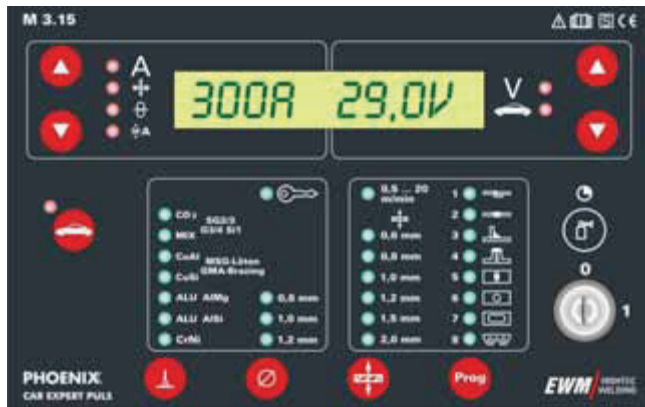 M 3.15
A
A
300A 29,0V
V
0,5 ... 20
m/min
CO2
SG2/3
G3/4 Si1
MIX
CuAl
MSG-Löten
GMA-Brazing
CuSi
ALU AlMg
0,8 mm
ALU AlSi
1,0 mm
CrNi
1,2 mm
0,6 mm
0,8 mm
1,0 mm
1,2 mm
1,5 mm
2,0 mm
1
2
3
4
5
6
7
8
0
1
Prog
PHOENIX
CAR EXPERT PULS
EWM HIGHTEC
WELDING